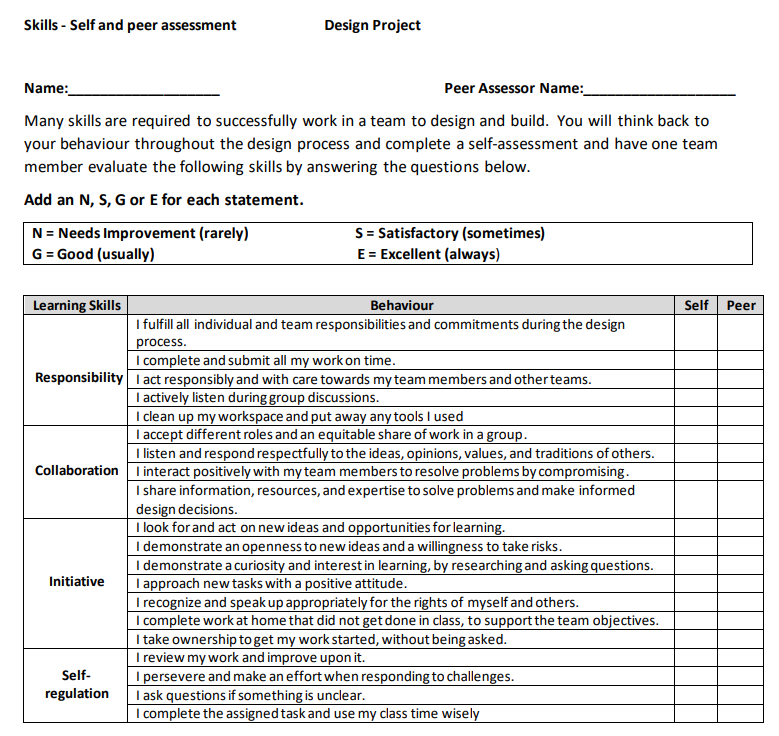 Skills - Self and peer assessment Design Project
Name:___________________ Peer Assessor Name:___________________
Many skills are required to successfully work in a team to design and build. You will think back to
your behaviour throughout the design process and complete a self-assessment and have one team
member evaluate the following skills by answering the questions below.
Add an N, S, G or E for each statement.
N = Needs Improvement (rarely) S = Satisfactory (sometimes)
G = Good (usually) E = Excellent (always)
Learning Skills Behaviour Self Peer
Responsibility
I fulfill all individual and team responsibilities and commitments during the design
process.
I complete and submit all my work on time.
I act responsibly and with care towards my team members and other teams.
I actively listen during group discussions.
I clean up my workspace and put away any tools I used
Collaboration
I accept different roles and an equitable share of work in a group.
I listen and respond respectfully to the ideas, opinions, values, and traditions of others.
I interact positively with my team members to resolve problems by compromising.
I share information, resources, and expertise to solve problems and make informed
design decisions.
Initiative
I look for and act on new ideas and opportunities for learning.
I demonstrate an openness to new ideas and a willingness to take risks.
I demonstrate a curiosity and interest in learning, by researching and asking questions.
I approach new tasks with a positive attitude.
I recognize and speak up appropriately for the rights of myself and others.
I complete work at home that did not get done in class, to support the team objectives.
I take ownership to get my work started, without being asked.
Self-
regulation
I review my work and improve upon it.
I persevere and make an effort when responding to challenges.
I ask questions if something is unclear.
I complete the assigned task and use my class time wisely